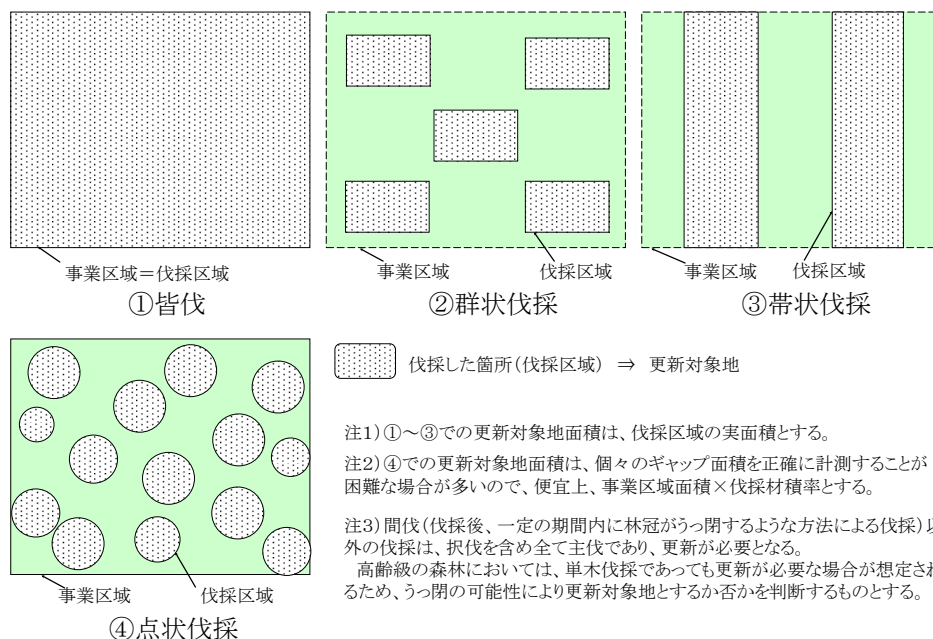 事業区域＝伐採区域
①皆伐
事業区域
伐採区域
②群状伐採
事業区域
伐採区域
③帯状伐採
伐採した箇所(伐採区域) ⇒ 更新対象地
注1)①～③での更新対象地面積は、伐採区域の実面積とする。
注2)④での更新対象地面積は、個々のギャップ面積を正確に計測することが
困難な場合が多いので、便宜上、事業区域面積×伐採材積率とする。
注3)間伐(伐採後、一定の期間内に林冠がうっ閉するような方法による伐採)以
外の伐採は、択伐を含め全て主伐であり、更新が必要となる。
高齢級の森林においては、単木伐採であっても更新が必要な場合が想定され
るため、うっ閉の可能性により更新対象地とするか否かを判断するものとする。
事業区域
伐採区域
④点状伐採